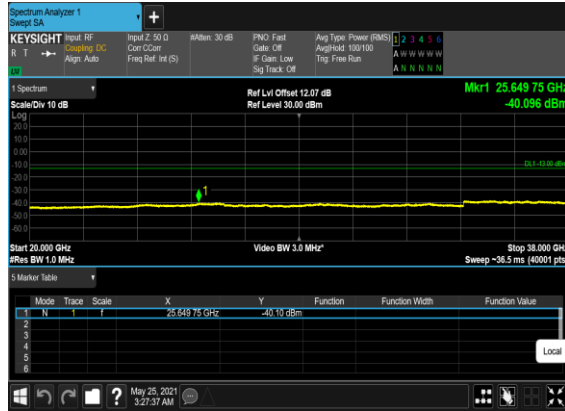 Spectrum Analyzer 1
Swept SA
+
KEYSIGHT Input: RF Input Z: 50 Ω #Atten: 30 dB PNO: Fast Avg Type: Power (RMS) 1 2 3 4 5 6
R T Coupling: DC Corr CCorr Gate: Off Avg|Hold: 100/100 A W W W W W
Align: Auto Freq Ref: Int (S) IF Gain: Low Trig: Free Run
LXI Sig Track: Off A N N N N N
1 Spectrum Ref Lvl Offset 12.07 dB Mkr1 25.649 75 GHz
Scale/Div 10 dB Ref Level 30.00 dBm -40.096 dBm
Log
20.0
10.0
0.00
-10.0 DL1 -13.00 dBm
-20.0
-30.0 1
-40.0
-50.0
-60.0
Start 20.000 GHz Video BW 3.0 MHz* Stop 38.000 GHz
#Res BW 1.0 MHz Sweep ~36.5 ms (40001 pts)
5 Marker Table
Mode Trace Scale X Y Function Function Width Function Value
1 N 1 f 25.649 75 GHz -40.10 dBm
2
3
4
5
6
Local
? May 25, 2021
3:27:37 AM